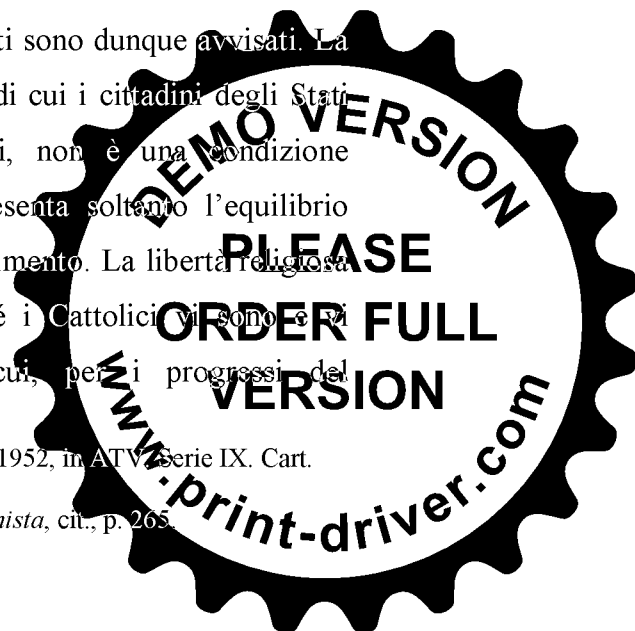 ti sono dunque avvisati. La
di cui i cittadini degli Stati
i, non è una condizione
esenta soltanto l'equilibrio
imento. La libertà religiosa
é i Cattolici vi sono e vi
cui, per i progressi del
1952, in ATV, Serie IX. Cart.
nista, cit., p. 265.
DEMO VERSION
PLEASE
ORDER FULL
VERSION
www.print-driver.com